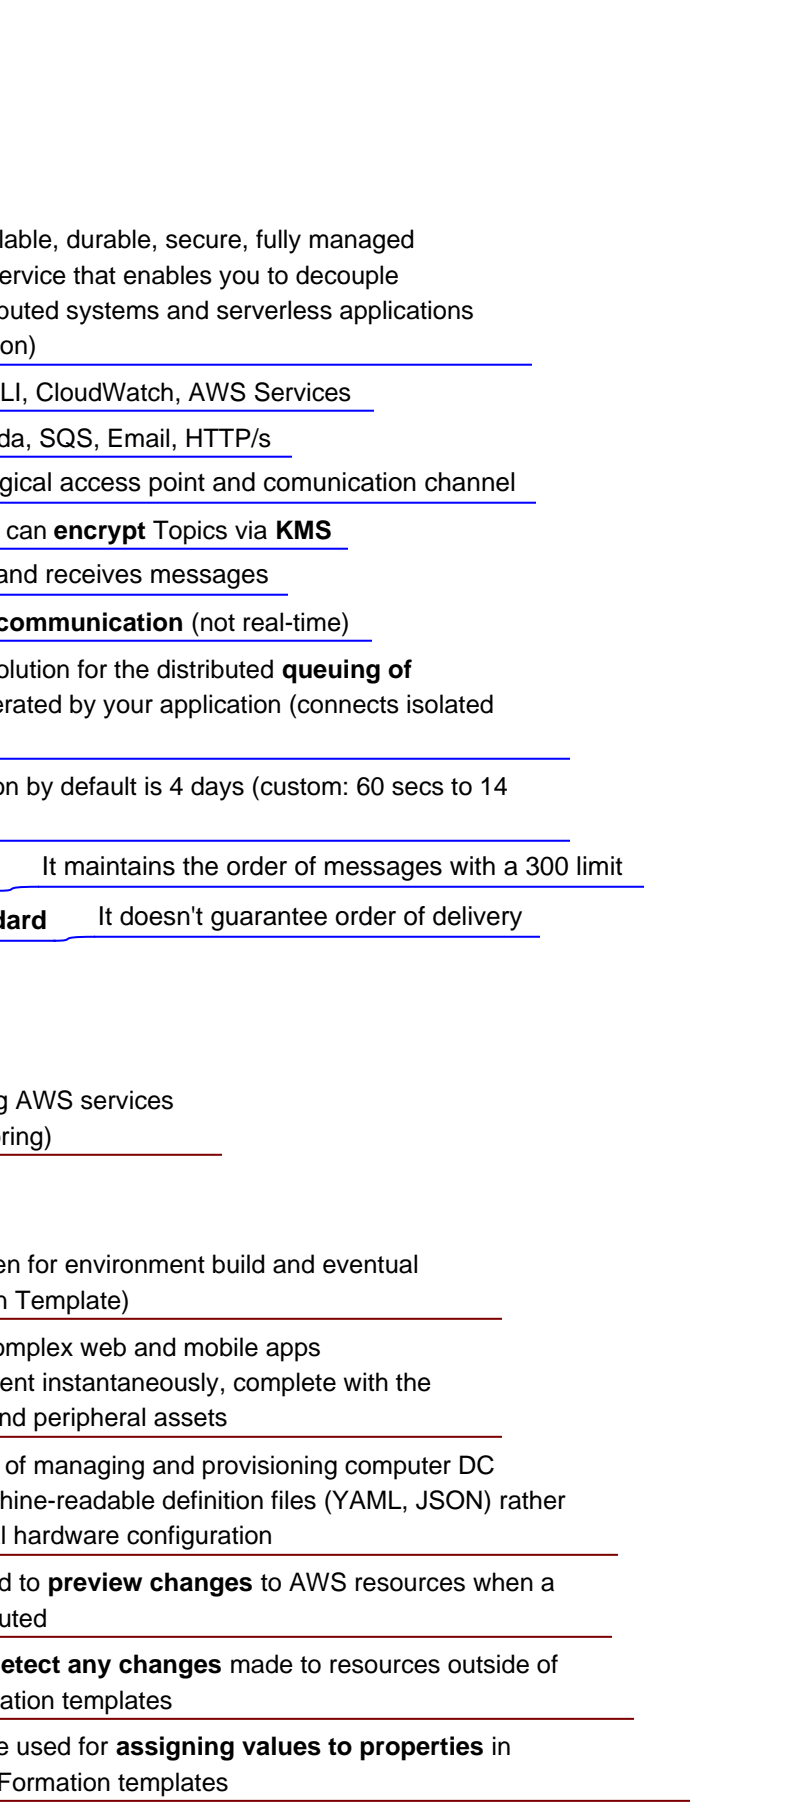 lable, durable, secure, fully managed
ervice that enables you to decouple
outed systems and serverless applications
on)
LI, CloudWatch, AWS Services
da, SQS, Email, HTTP/s
gical access point and comunication channel
can encrypt Topics via KMS
and receives messages
communication (not real-time)
olution for the distributed queuing of
erated by your application (connects isolated
on by default is 4 days (custom: 60 secs to 14
It maintains the order of messages with a 300 limit
dard It doesn't guarantee order of delivery
g AWS services
oring)
en for environment build and eventual
n Template)
omplex web and mobile apps
ent instantaneously, complete with the
nd peripheral assets
of managing and provisioning computer DC
hine-readable definition files (YAML, JSON) rather
l hardware configuration
d to preview changes to AWS resources when a
uted
etect any changes made to resources outside of
ation templates
e used for assigning values to properties in
Formation templates